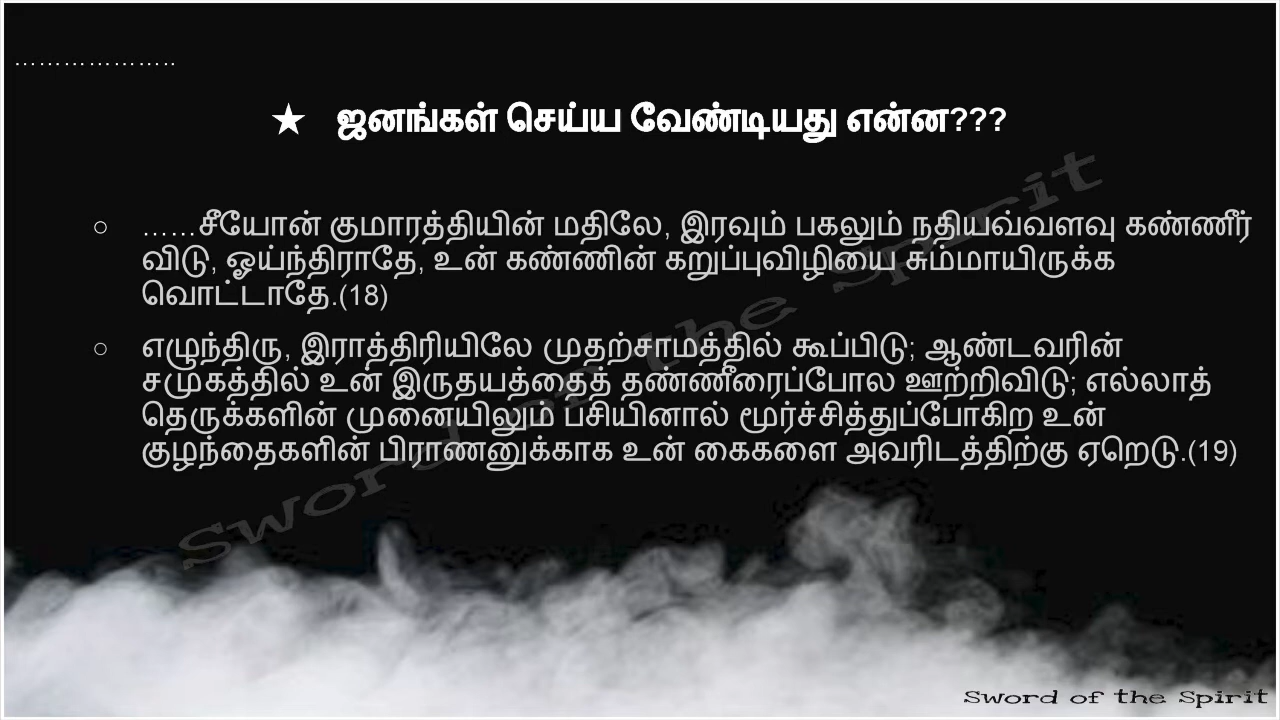 ………………..
★ ஜனங்கள் செய்ய வேண்டியது என்ன???
○ ……சீயோன் குமாரத்தியின் மதிலே, இரவும் பகலும் நதியவ்வளவு கண்ணீர்
விடு, ஓய்ந்திராதே, உன் கண்ணின் கறுப்புவிழியை சும்மாயிருக்க
வொட்டாதே.(18)
○ எழுந்திரு, இராத்திரியிலே முதற்சாமத்தில் கூப்பிடு; ஆண்டவரின்
சமுகத்தில் உன் இருதயத்தைத் தண்ணீரைப்போல ஊற்றிவிடு; எல்லாத்
தெருக்களின் முனையிலும் பசியினால் மூர்ச்சித்துப்போகிற உன்
குழந்தைகளின் பிராணனுக்காக உன் கைகளை அவரிடத்திற்கு ஏறெடு.(19)
Sword of the Spirit
Sword of the Spirit